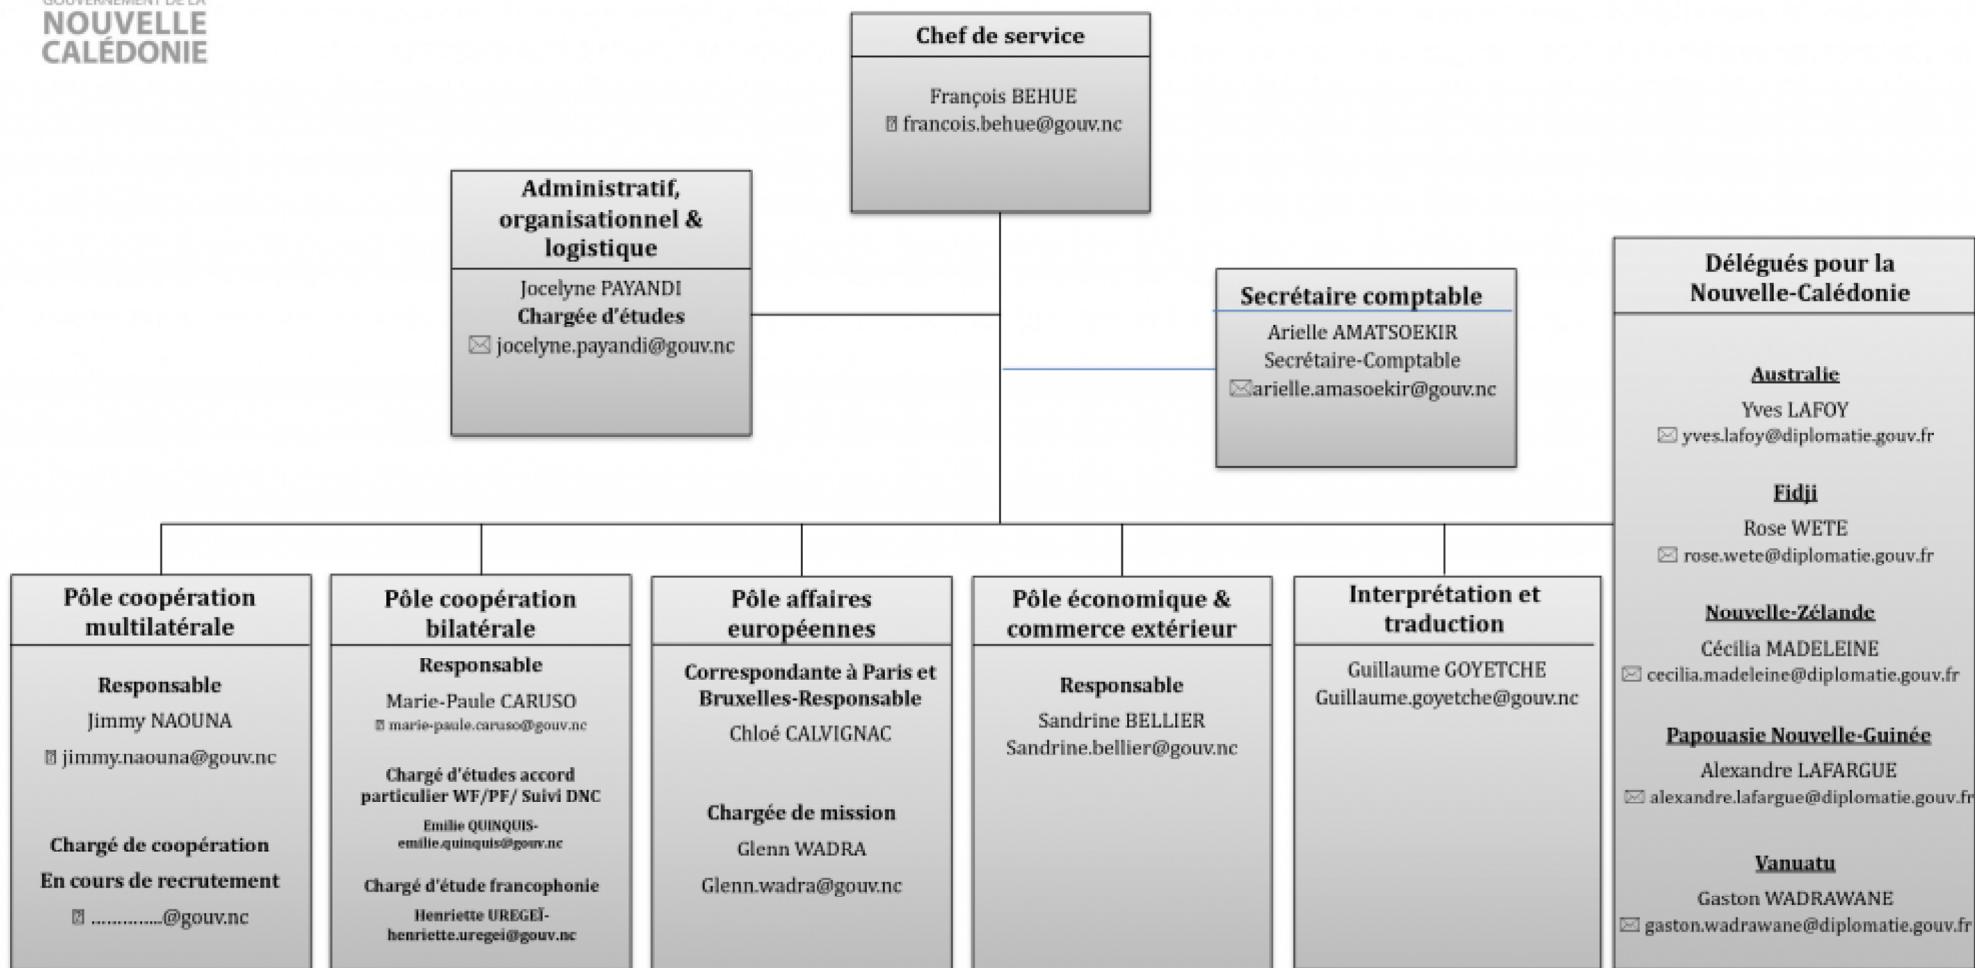 GOUVERNEMENT DE LA
NOUVELLE
CALÉDONIE
Chef de service
François BEHUE
francois.behue@gouv.nc
Administratif,
organisationnel &
logistique
Jocelyne PAYANDI
Chargée d'études
jocelyne.payandi@gouv.nc
Secrétaire comptable
Arielle AMATSOEKIR
Secrétaire-Comptable
arielle.amasoekir@gouv.nc
Délégués pour la
Nouvelle-Calédonie
Australie
Yves LAFOY
yves.lafoy@diplomatie.gouv.fr
Fidji
Rose WETE
rose.wete@diplomatie.gouv.fr
Nouvelle-Zélande
Cécilia MADELEINE
cecilia.madeleine@diplomatie.gouv.fr
Papouasie Nouvelle-Guinée
Alexandre LAFARGUE
alexandre.lafargue@diplomatie.gouv.fr
Vanuatu
Gaston WADRAWANE
gaston.wadrawane@diplomatie.gouv.fr
Pôle coopération
multilatérale
Responsable
Jimmy NAOUNA
jimmy.naouna@gouv.nc
Chargé de coopération
En cours de recrutement
..............@gouv.nc
Pôle coopération
bilatérale
Responsable
Marie-Paule CARUSO
marie-paule.caruso@gouv.nc
Chargé d'études accord
particulier WF/PF/ Suivi DNC
Emilie QUINQUIS-
emilie.quinquis@gouv.nc
Chargé d'étude francophonie
Henriette UREGEÏ-
henriette.uregei@gouv.nc
Pôle affaires
européennes
Correspondante à Paris et
Bruxelles-Responsable
Chloé CALVIGNAC
Chargée de mission
Glenn WADRA
Glenn.wadra@gouv.nc
Pôle économique &
commerce extérieur
Responsable
Sandrine BELLIER
Sandrine.bellier@gouv.nc
Interprétation et
traduction
Guillaume GOYETCHE
Guillaume.goyetche@gouv.nc